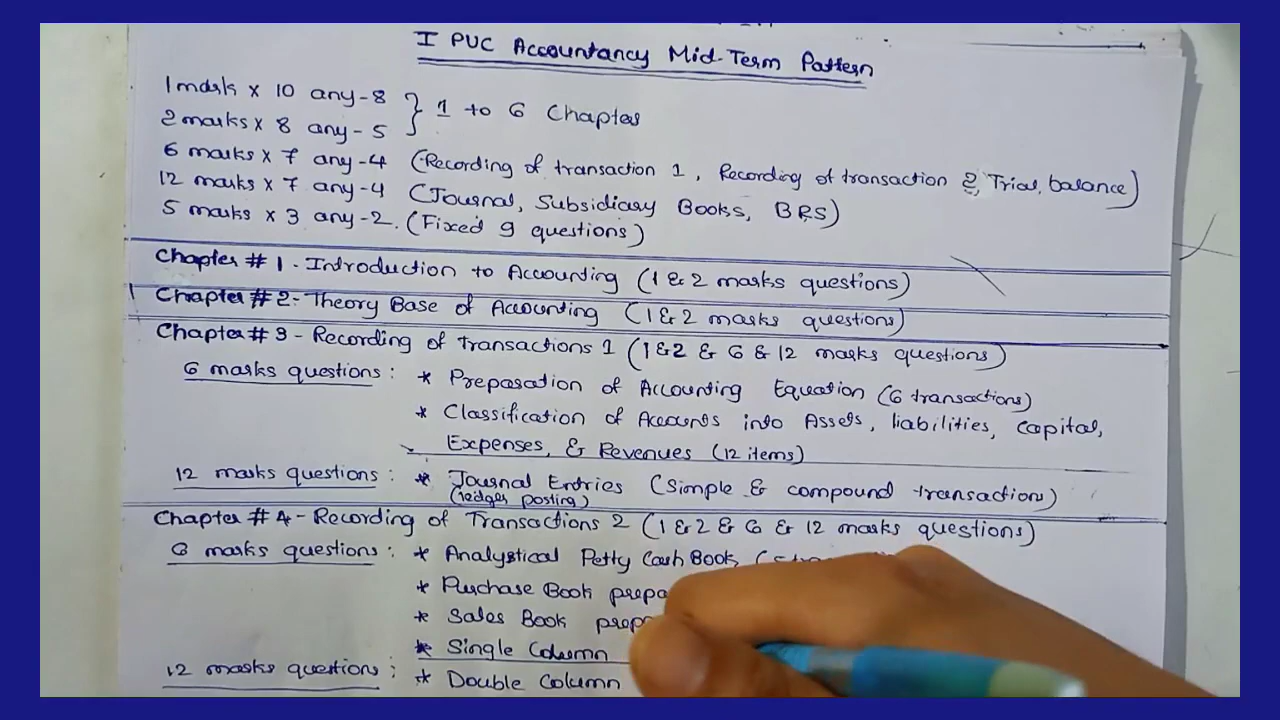 I PUC Accountancy Mid-Term Pattern
1 mark x 10 any-8
2 marks x 8 any-5 } 1 to 6 Chapter
6 marks x 7 any-4 (Recording of transaction 1, Recording of transaction 2, Trial balance)
12 marks x 7 any-4 (Journal, Subsidiary Books, BRS)
5 marks x 3 any-2. (Fixed 9 questions)
Chapter # 1 - Introduction to Accounting (1 & 2 marks questions)
Chapter # 2 - Theory Base of Accounting (1 & 2 marks questions)
Chapter # 3 - Recording of transactions 1 (1 & 2 & 6 & 12 marks questions)
6 marks questions : * Preparation of Accounting Equation (6 transactions)
* Classification of Accounts into Assets, liabilities, Capital,
Expenses, & Revenues (12 items)
12 marks questions : * Journal Entries (Simple & compound transaction)
(ledger posting)
Chapter # 4 - Recording of Transactions 2 (1 & 2 & 6 & 12 marks questions)
6 marks questions : * Analytical Petty Cash Book
* Purchase Book
* Sales Book
* Single Column
12 marks questions : * Double Column